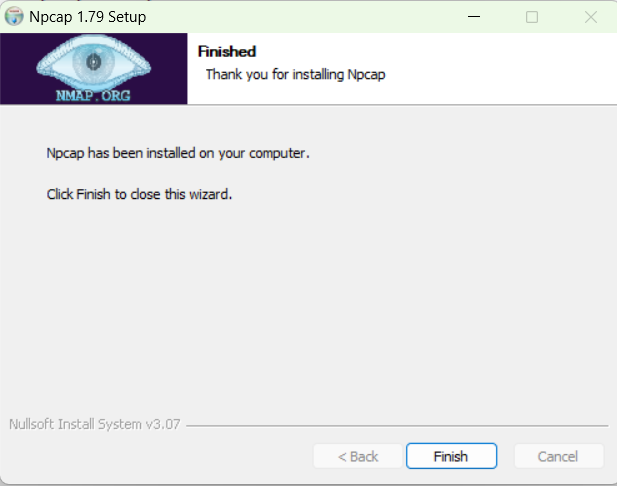 Npcap 1.79 Setup
NMAP.ORG
Finished
Thank you for installing Npcap
Npcap has been installed on your computer.
Click Finish to close this wizard.
Nullsoft Install System v3.07
< Back
Finish
Cancel